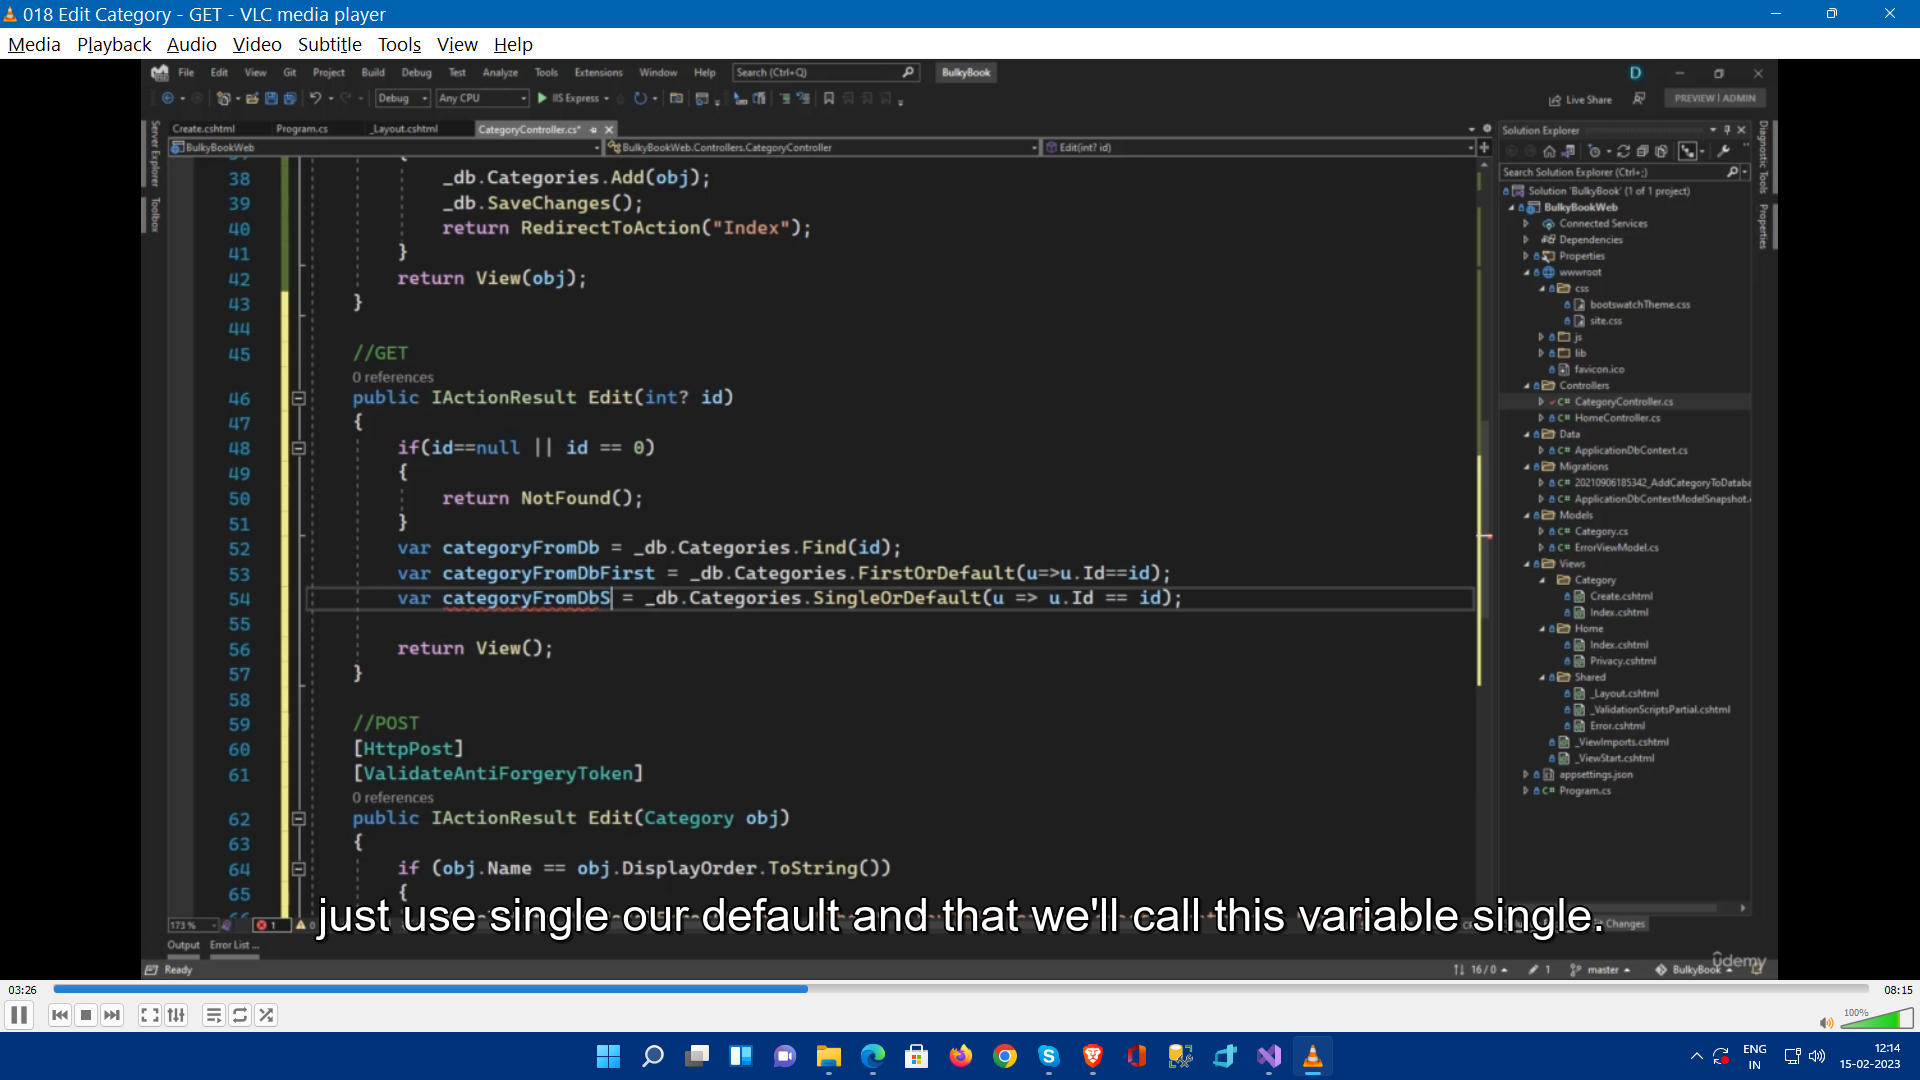 018 Edit Category - GET - VLC media player
Media Playback Audio Video Subtitle Tools View Help
File Edit View Git Project Build Debug Test Analyze Tools Extensions Window Help Search (Ctrl+Q) BulkyBook D
Debug Any CPU IIS Express Live Share PREVIEW | ADMIN
Server Explorer
Toolbox
Create.cshtml Program.cs _Layout.cshtml CategoryController.cs*
BulkyBookWeb BulkyBookWeb.Controllers.CategoryController Edit(int? id)
38 _db.Categories.Add(obj);
39 _db.SaveChanges();
40 return RedirectToAction("Index");
41 }
42 return View(obj);
43 }
44
45 //GET
0 references
46 public IActionResult Edit(int? id)
47 {
48 if(id==null || id == 0)
49 {
50 return NotFound();
51 }
52 var categoryFromDb = _db.Categories.Find(id);
53 var categoryFromDbFirst = _db.Categories.FirstOrDefault(u=>u.Id==id);
54 var categoryFromDbS = _db.Categories.SingleOrDefault(u => u.Id == id);
55
56 return View();
57 }
58
59 //POST
60 [HttpPost]
61 [ValidateAntiForgeryToken]
0 references
62 public IActionResult Edit(Category obj)
63 {
64 if (obj.Name == obj.DisplayOrder.ToString())
65 {
just use single our default and that we'll call this variable single.
173 % 1 0 Changes
Output Error List ...
Ready 16 / 0 1 master BulkyBook
Solution Explorer
Search Solution Explorer (Ctrl+;)
Solution 'BulkyBook' (1 of 1 project)
BulkyBookWeb
Connected Services
Dependencies
Properties
wwwroot
css
bootswatchTheme.css
site.css
js
lib
favicon.ico
Controllers
C# CategoryController.cs
C# HomeController.cs
Data
C# ApplicationDbContext.cs
Migrations
C# 20210906185342_AddCategoryToDataba
C# ApplicationDbContextModelSnapshot.
Models
C# Category.cs
C# ErrorViewModel.cs
Views
Category
Create.cshtml
Index.cshtml
Home
Index.cshtml
Privacy.cshtml
Shared
_Layout.cshtml
_ValidationScriptsPartial.cshtml
Error.cshtml
_ViewImports.cshtml
_ViewStart.cshtml
appsettings.json
C# Program.cs
Diagnostic Tools
Properties
udemy
03:26 08:15
100%
ENG
IN
12:14
15-02-2023